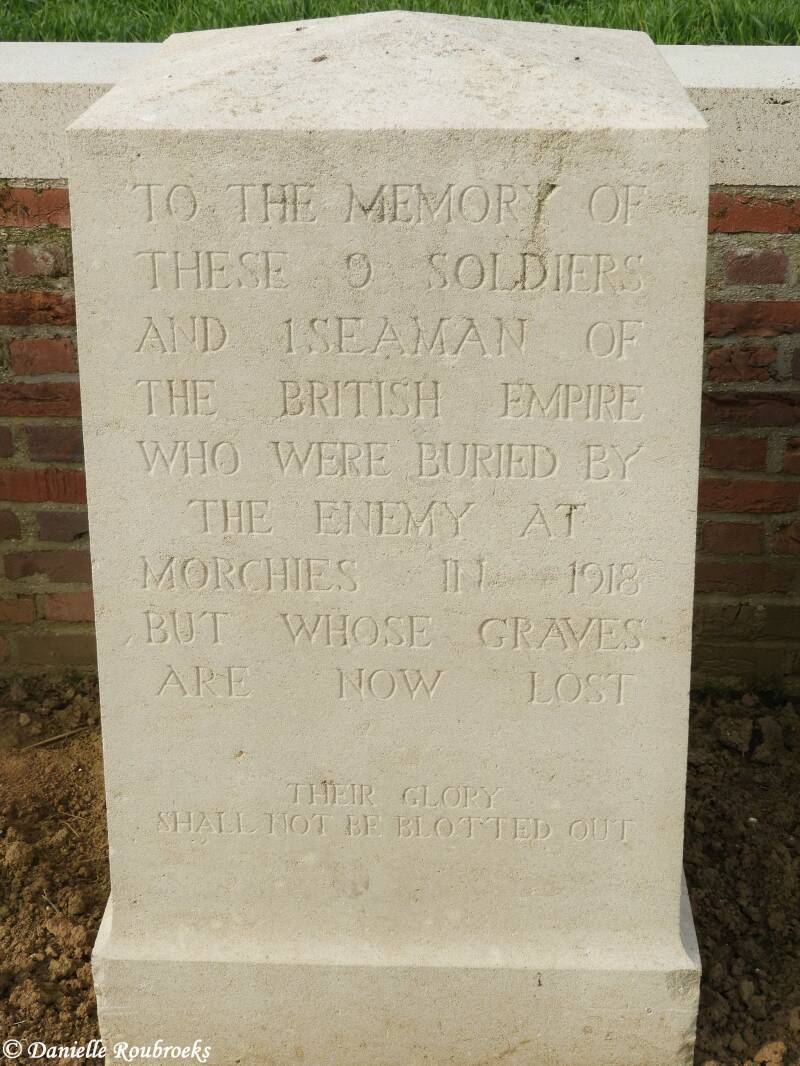 TO THE MEMORY OF
THESE 9 SOLDIERS
AND 1 SEAMAN OF
THE BRITISH EMPIRE
WHO WERE BURIED BY
THE ENEMY AT
MORCHIES IN 1918
BUT WHOSE GRAVES
ARE NOW LOST
THEIR GLORY
SHALL NOT BE BLOTTED OUT
© Danielle Roubroeks